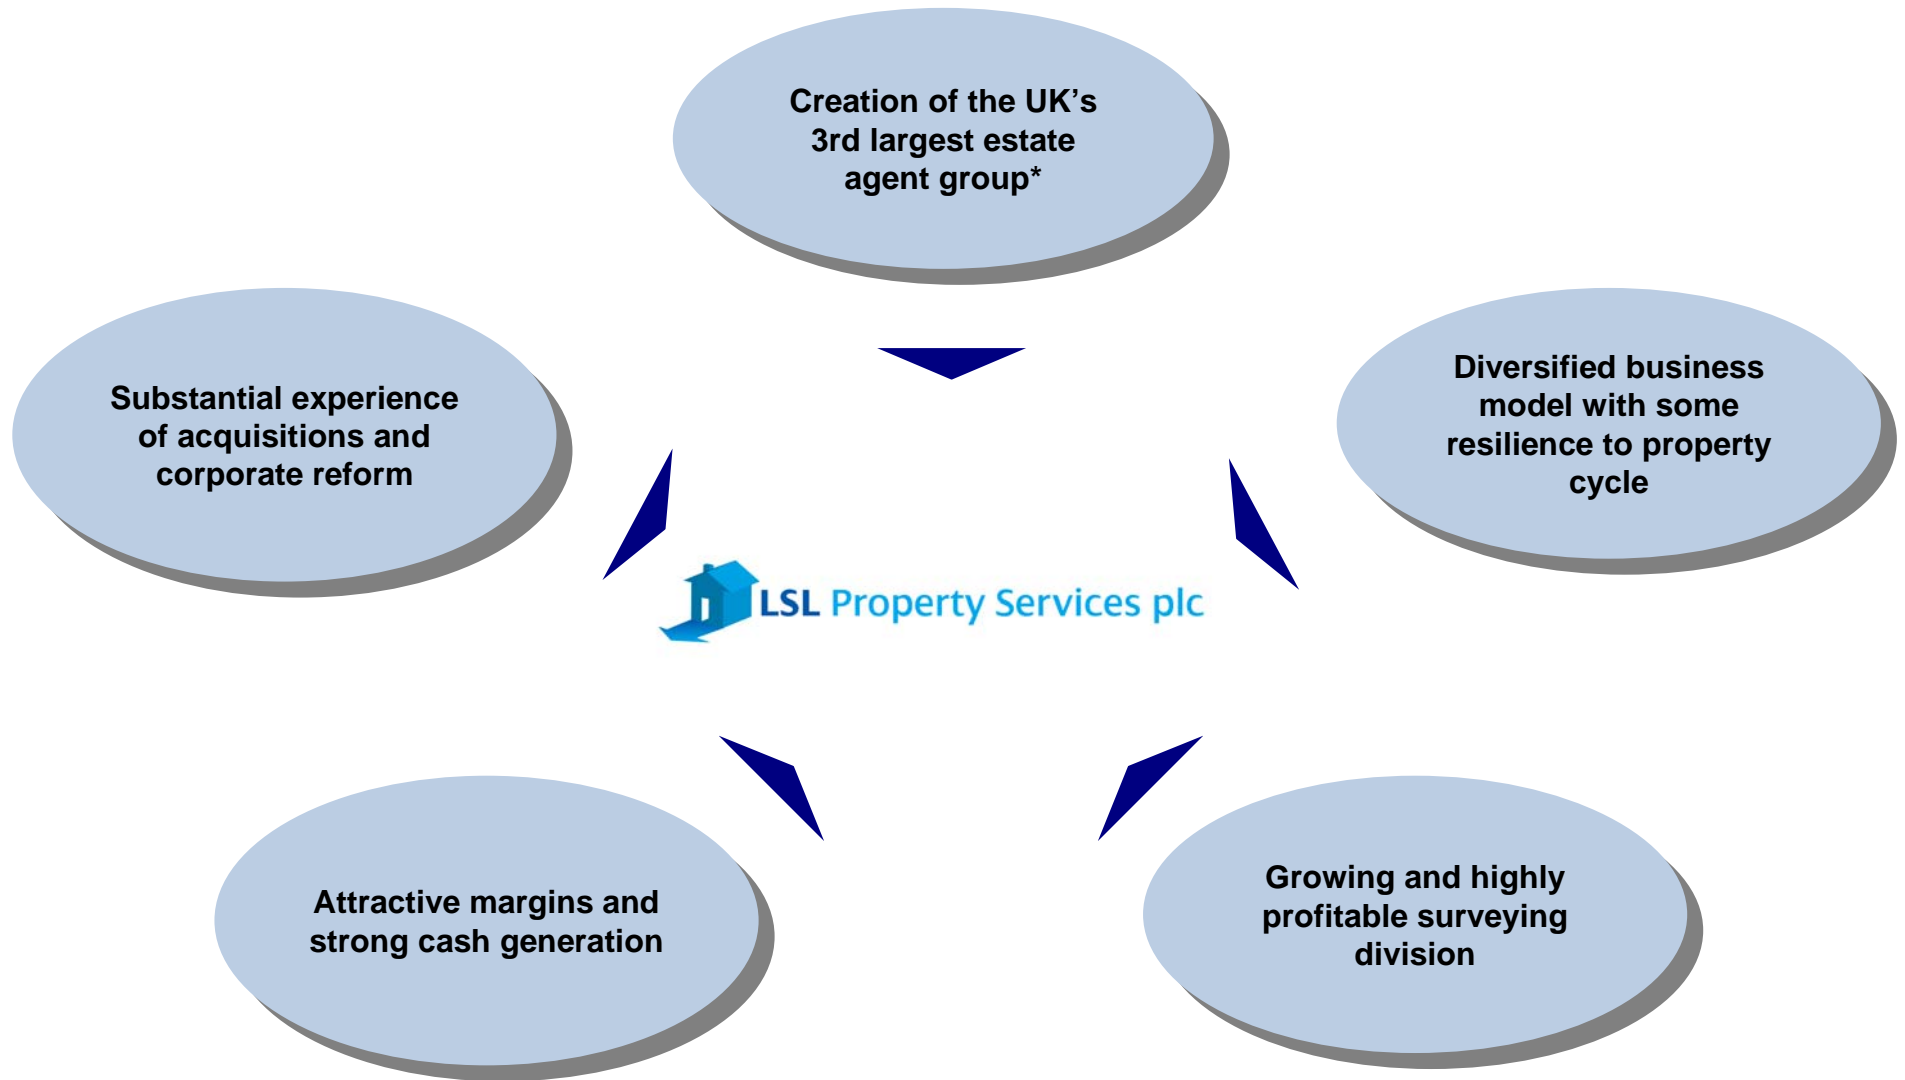 Creation of the UK’s
3rd largest estate
agent group*
Substantial experience
of acquisitions and
corporate reform
Diversified business
model with some
resilience to property
cycle
LSL Property Services plc
Attractive margins and
strong cash generation
Growing and highly
profitable surveying
division